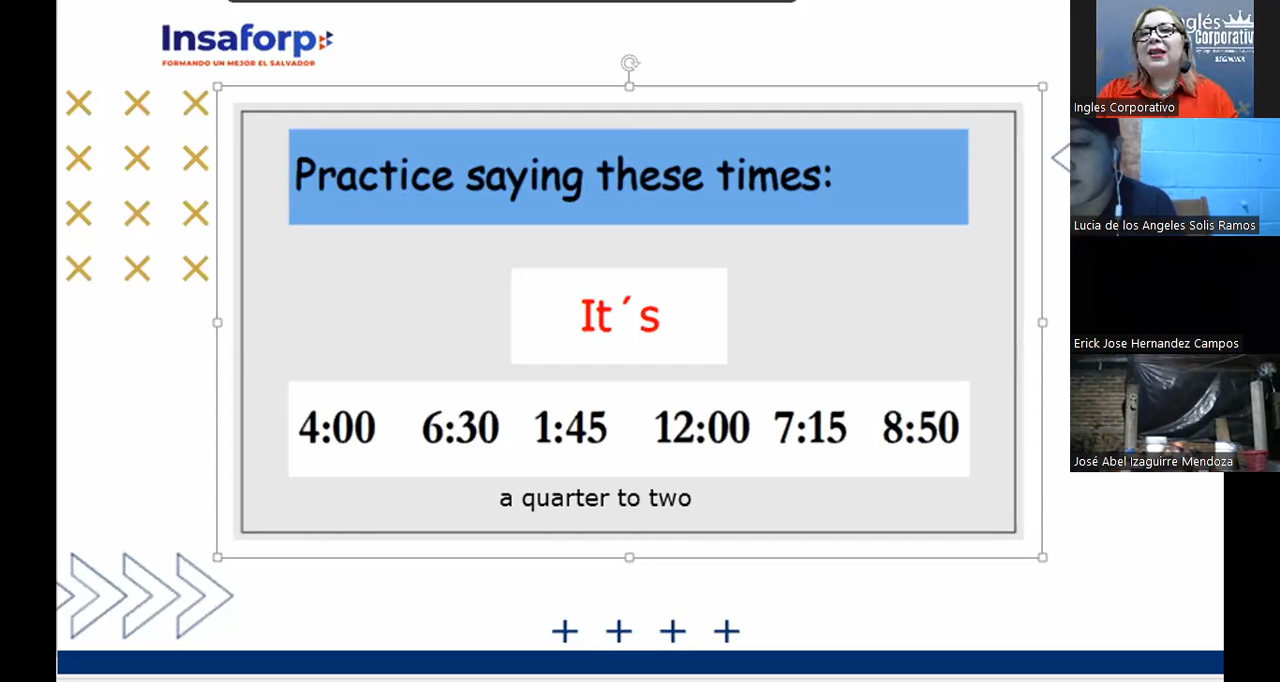 Insaforp
FORMANDO UN MEJOR EL SALVADOR
Practice saying these times:
It´s
4:00 6:30 1:45 12:00 7:15 8:50
a quarter to two
Inglés
Corporativo
Ingles Corporativo
Lucia de los Angeles Solis Ramos
Erick Jose Hernandez Campos
José Abel Izaguirre Mendoza